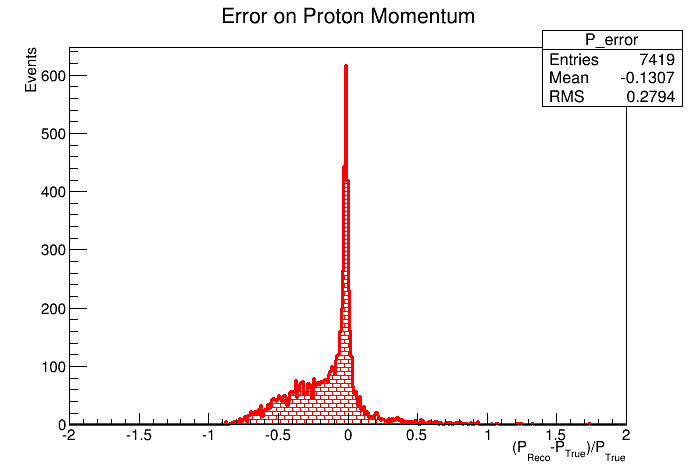 Error on Proton Momentum
P_error
Entries 7419
Mean -0.1307
RMS 0.2794
Events
600
500
400
300
200
100
0
-2 -1.5 -1 -0.5 0 0.5 1 1.5 2
(P_Reco-P_True)/P_True